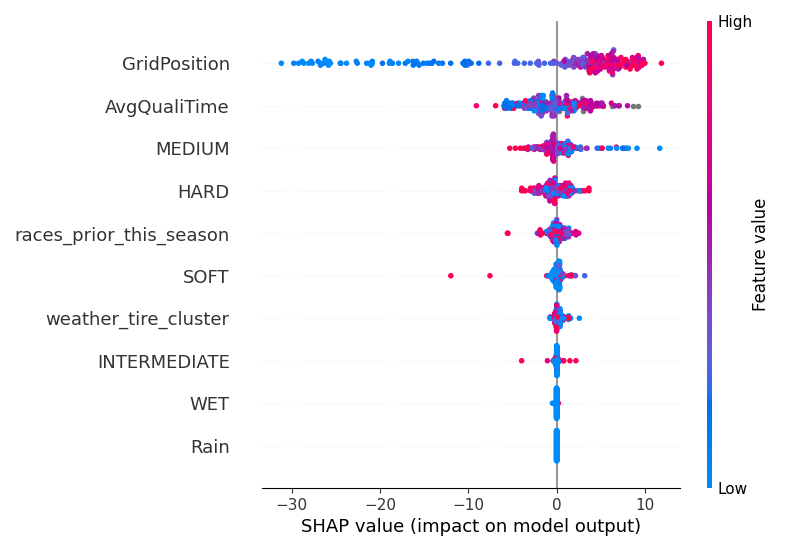 High
GridPosition
AvgQualiTime
MEDIUM
HARD
races_prior_this_season
SOFT
weather_tire_cluster
INTERMEDIATE
WET
Rain
Feature value
Low
−30 −20 −10 0 10
SHAP value (impact on model output)